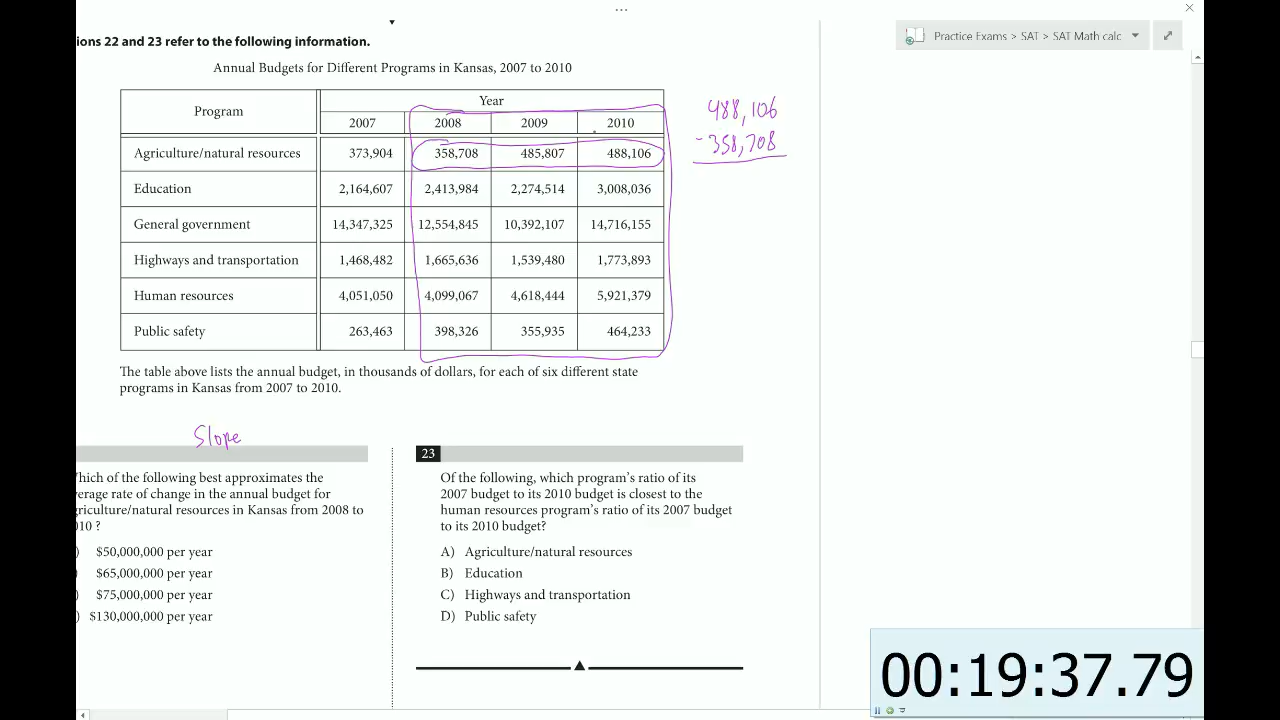 ...
Practice Exams > SAT > SAT Math calc
ions 22 and 23 refer to the following information.
Annual Budgets for Different Programs in Kansas, 2007 to 2010
Program Year
2007 2008 2009 2010
Agriculture/natural resources 373,904 358,708 485,807 488,106
Education 2,164,607 2,413,984 2,274,514 3,008,036
General government 14,347,325 12,554,845 10,392,107 14,716,155
Highways and transportation 1,468,482 1,665,636 1,539,480 1,773,893
Human resources 4,051,050 4,099,067 4,618,444 5,921,379
Public safety 263,463 398,326 355,935 464,233
488,106
-358,708
The table above lists the annual budget, in thousands of dollars, for each of six different state
programs in Kansas from 2007 to 2010.
Slope
hich of the following best approximates the
verage rate of change in the annual budget for
griculture/natural resources in Kansas from 2008 to
010 ?
) $50,000,000 per year
) $65,000,000 per year
) $75,000,000 per year
) $130,000,000 per year
23
Of the following, which program's ratio of its
2007 budget to its 2010 budget is closest to the
human resources program's ratio of its 2007 budget
to its 2010 budget?
A) Agriculture/natural resources
B) Education
C) Highways and transportation
D) Public safety
00:19:37.79